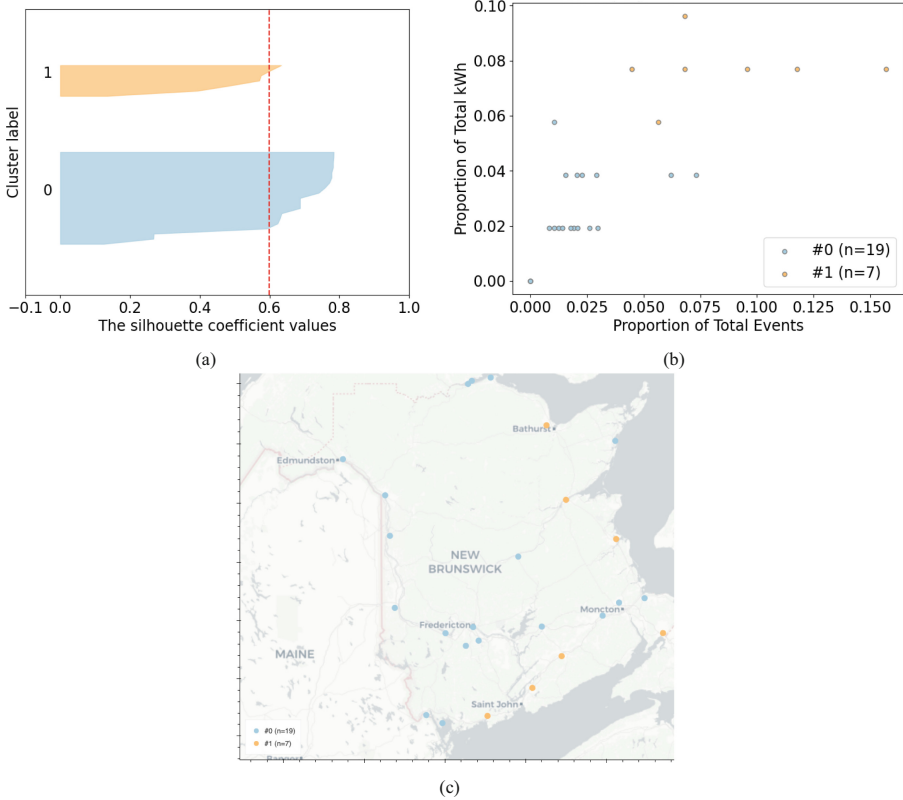 1
0
Cluster label
−0.1 0.0 0.2 0.4 0.6 0.8 1.0
The silhouette coefficient values
(a)
0.10
0.08
0.06
0.04
0.02
0.00
Proportion of Total kWh
#0 (n=19)
#1 (n=7)
0.000 0.025 0.050 0.075 0.100 0.125 0.150
Proportion of Total Events
(b)
Bathurst
Edmundston
NEW
BRUNSWICK
Moncton
Fredericton
MAINE
Saint John
#0 (n=19)
#1 (n=7)
(c)